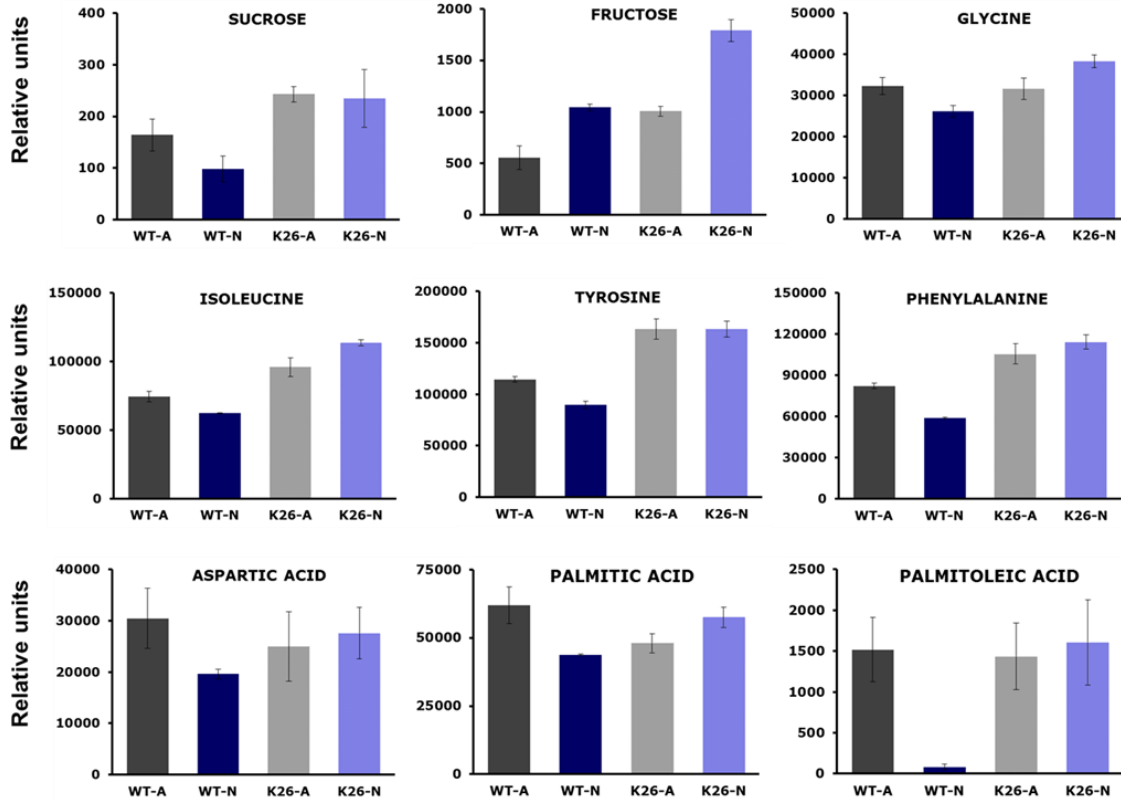 SUCROSE
Relative units
400
300
200
100
0
WT-A WT-N K26-A K26-N
FRUCTOSE
2000
1500
1000
500
0
WT-A WT-N K26-A K26-N
GLYCINE
50000
40000
30000
20000
10000
0
WT-A WT-N K26-A K26-N
ISOLEUCINE
Relative units
150000
100000
50000
0
WT-A WT-N K26-A K26-N
TYROSINE
200000
150000
100000
50000
0
WT-A WT-N K26-A K26-N
PHENYLALANINE
150000
120000
90000
60000
30000
0
WT-A WT-N K26-A K26-N
ASPARTIC ACID
Relative units
40000
30000
20000
10000
0
WT-A WT-N K26-A K26-N
PALMITIC ACID
75000
50000
25000
0
WT-A WT-N K26-A K26-N
PALMITOLEIC ACID
2500
2000
1500
1000
500
0
WT-A WT-N K26-A K26-N